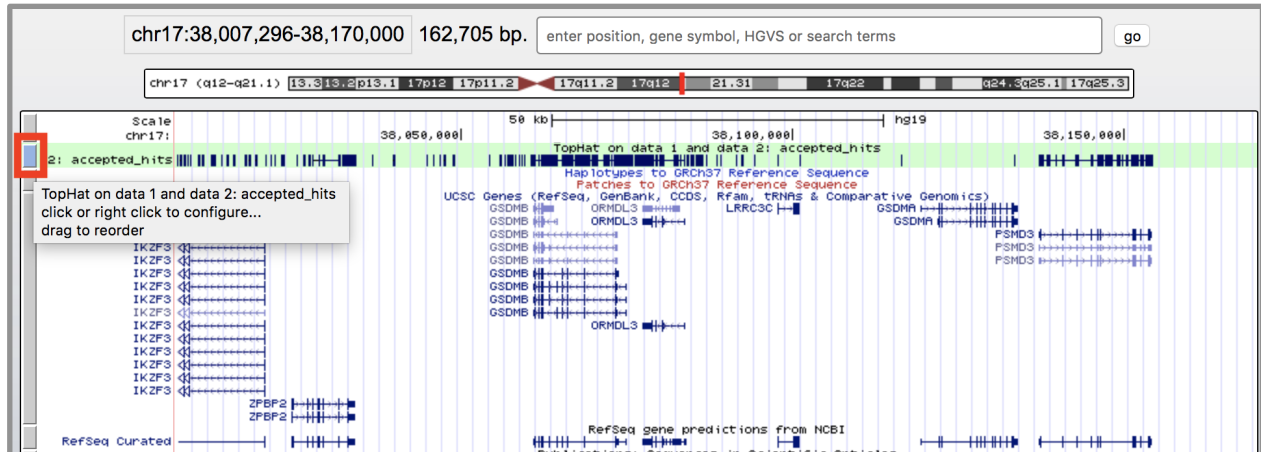 chr17:38,007,296-38,170,000 162,705 bp. enter position, gene symbol, HGVS or search terms go
chr17 (q12-q21.1) 13.3 13.2 p13.1 17p12 17p11.2 17q11.2 17q12 21.31 17q22 q24.3 q25.1 17q25.3
Scale 50 kb hg19
chr17: 38,050,000 38,100,000 38,150,000
TopHat on data 1 and data 2: accepted_hits
2: accepted_hits
Haplotypes to GRCh37 Reference Sequence
Patches to GRCh37 Reference Sequence
TopHat on data 1 and data 2: accepted_hits
click or right click to configure...
drag to reorder
UCSC Genes (RefSeq, GenBank, CCDS, Rfam, tRNAs & Comparative Genomics)
GSDMB ORMDL3 LRRC3C GSDMA
GSDMB ORMDL3 GSDMA
GSDMB PSMD3
IKZF3 GSDMB PSMD3
IKZF3 GSDMB PSMD3
IKZF3 GSDMB
IKZF3 GSDMB
IKZF3 GSDMB
IKZF3 GSDMB
IKZF3 ORMDL3
IKZF3
IKZF3
IKZF3
IKZF3
IKZF3
ZPBP2
ZPBP2
RefSeq gene predictions from NCBI
RefSeq Curated